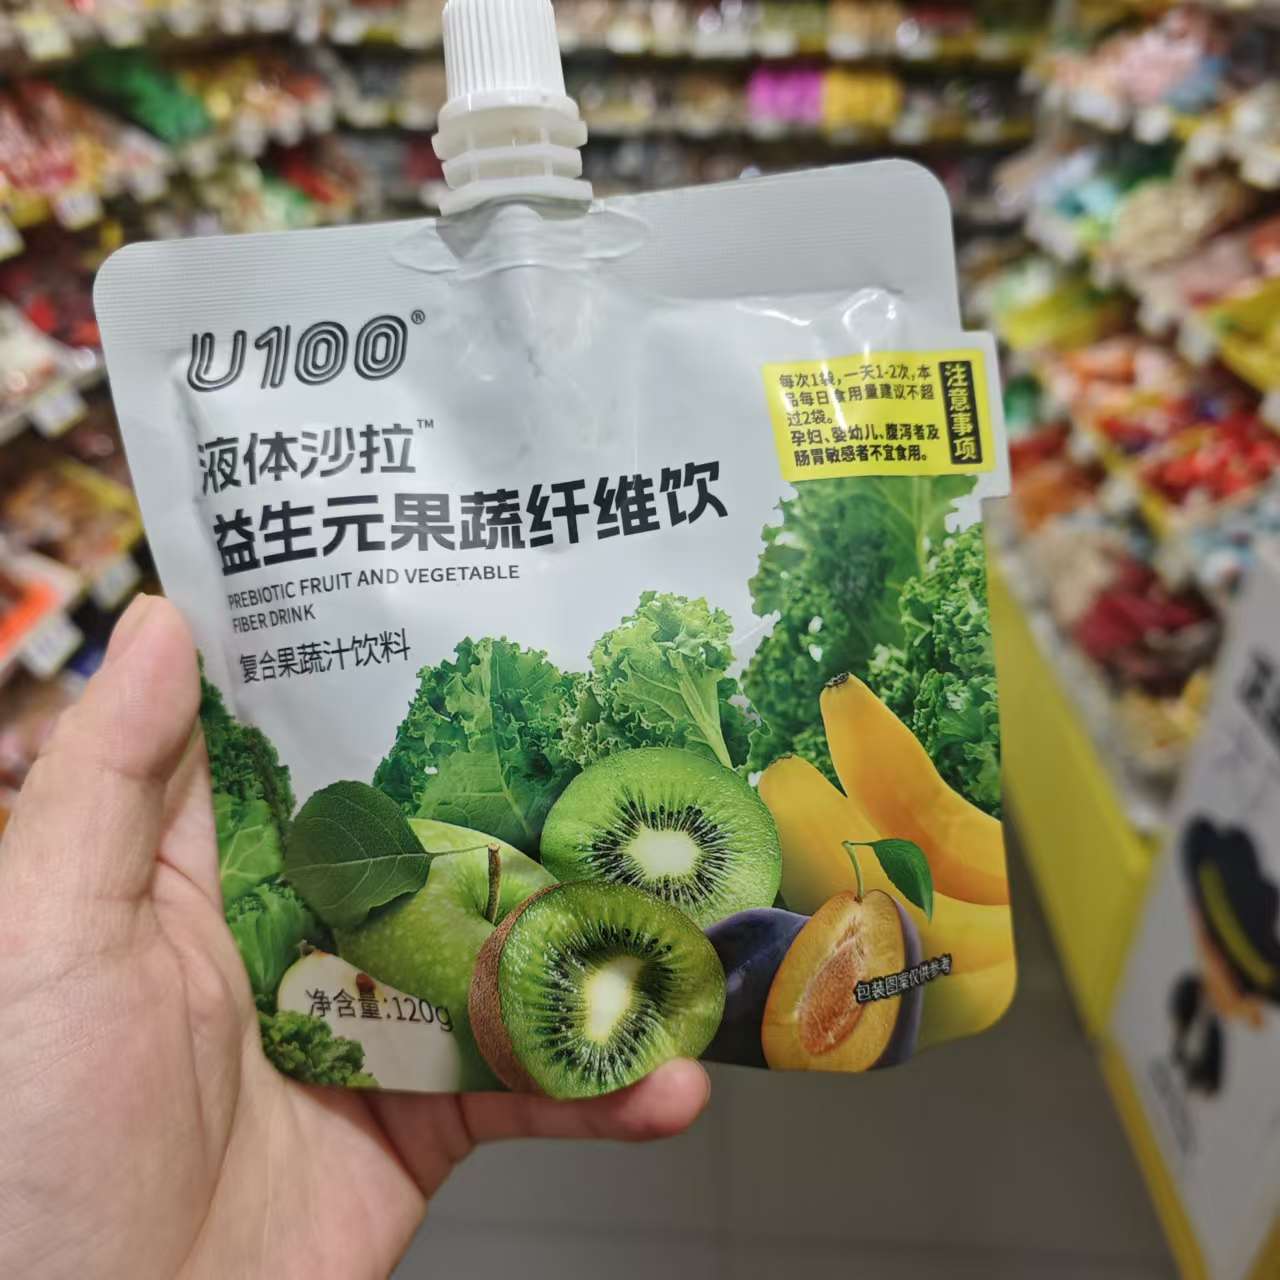 U100®
液体沙拉™
益生元果蔬纤维饮
PREBIOTIC FRUIT AND VEGETABLE
FIBER DRINK
复合果蔬汁饮料
每次1袋,一天1-2次,本
品每日食用量建议不超
过2袋。
孕妇、婴幼儿、腹泻者及
肠胃敏感者不宜食用。
注意事项
净含量:120g
包装图案仅供参考